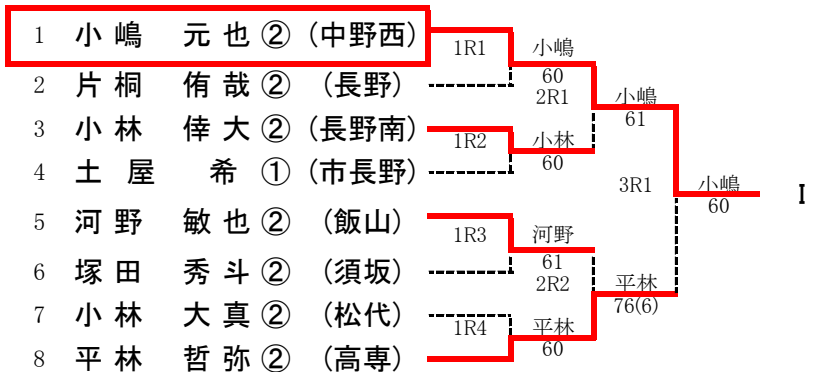 1 小嶋 元也② (中野西)
2 片桐 侑哉② (長野)
3 小林 倖大② (長野南)
4 土屋 希① (市長野)
5 河野 敏也② (飯山)
6 塚田 秀斗② (須坂)
7 小林 大真② (松代)
8 平林 哲弥② (高専)
1R1
1R2
1R3
1R4
小嶋
60
2R1
小林
60
河野
61
2R2
平林
60
小嶋
61
3R1
平林
76(6)
小嶋
60
I